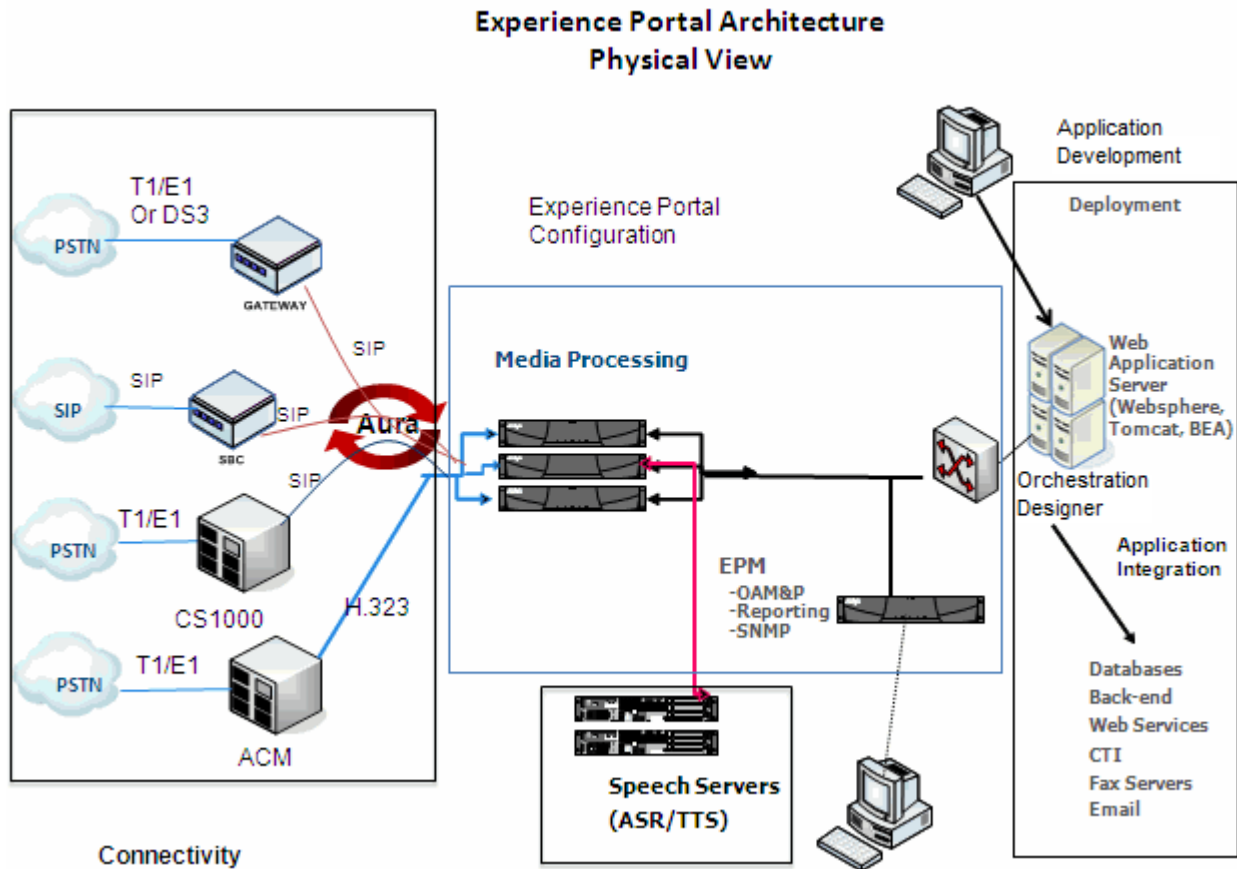 Experience Portal Architecture
Physical View
T1/E1
Or DS3
PSTN
GATEWAY
SIP
SIP
SIP
SBC
SIP
Aura
SIP
T1/E1
PSTN
CS1000
H.323
T1/E1
PSTN
ACM
Connectivity
Experience Portal
Configuration
Media Processing
EPM
-OAM&P
-Reporting
-SNMP
Speech Servers
(ASR/TTS)
Application
Development
Deployment
Web
Application
Server
(Websphere,
Tomcat, BEA)
Orchestration
Designer
Application
Integration
Databases
Back-end
Web Services
CTI
Fax Servers
Email